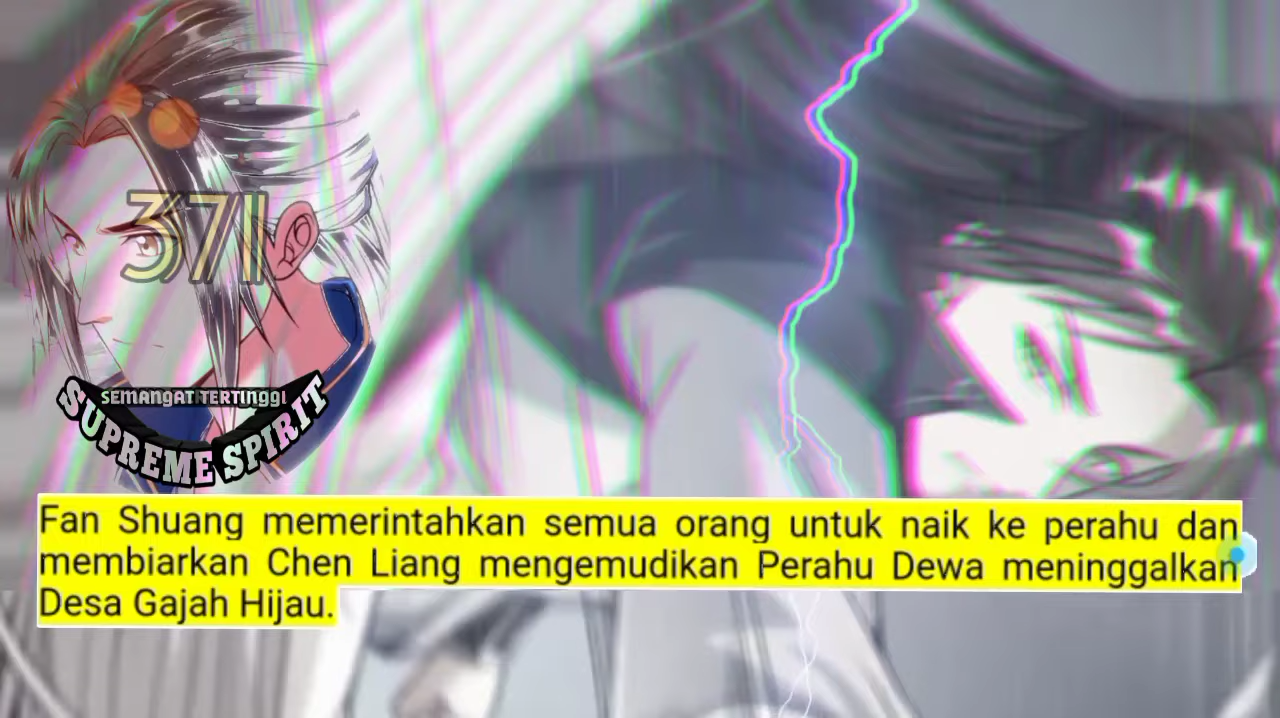 371
SEMANGAT TERTINGGI
SUPREME SPIRIT
Fan Shuang memerintahkan semua orang untuk naik ke perahu dan
membiarkan Chen Liang mengemudikan Perahu Dewa meninggalkan
Desa Gajah Hijau.